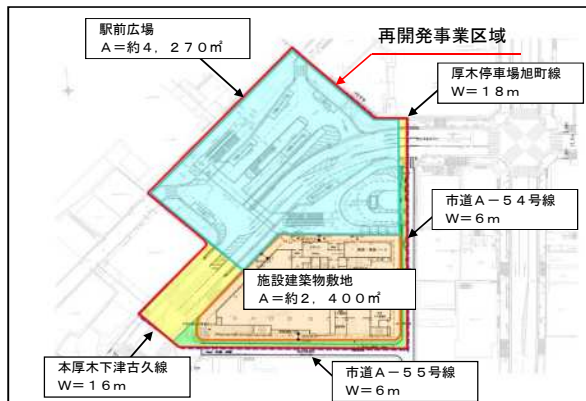 駅前広場
A=約4,270㎡
再開発事業区域
厚木停車場旭町線
W=18m
市道A-54号線
W=6m
施設建築物敷地
A=約2,400㎡
本厚木下津古久線
W=16m
市道A-55号線
W=6m